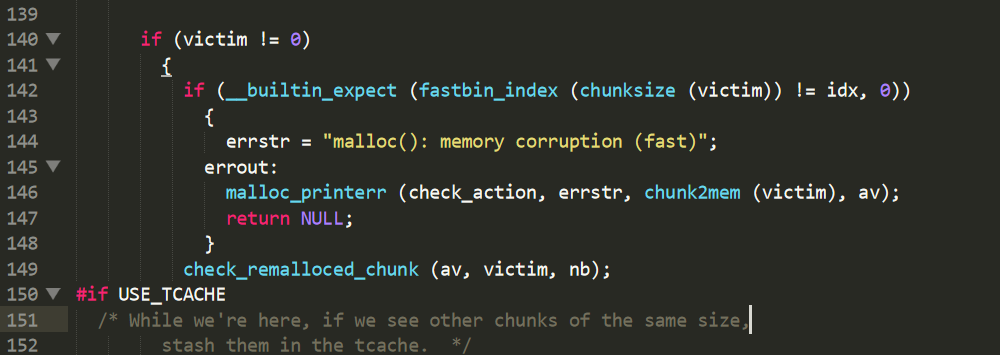 139
140 if (victim != 0)
141 {
142 if (__builtin_expect (fastbin_index (chunksize (victim)) != idx, 0))
143 {
144 errstr = "malloc(): memory corruption (fast)";
145 errout:
146 malloc_printerr (check_action, errstr, chunk2mem (victim), av);
147 return NULL;
148 }
149 check_remalloced_chunk (av, victim, nb);
150 #if USE_TCACHE
151 /* While we're here, if we see other chunks of the same size,
152 stash them in the tcache.  */